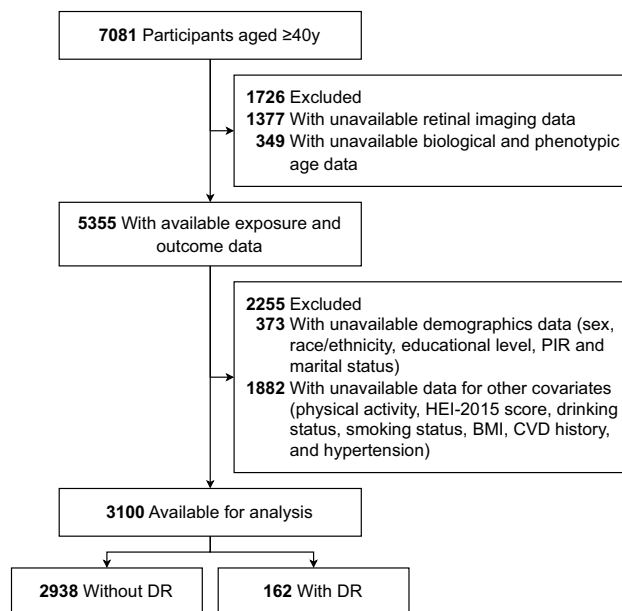 7081 Participants aged ≥40y
1726 Excluded
1377 With unavailable retinal imaging data
349 With unavailable biological and phenotypic
age data
5355 With available exposure and
outcome data
2255 Excluded
373 With unavailable demographics data (sex,
race/ethnicity, educational level, PIR and
marital status)
1882 With unavailable data for other covariates
(physical activity, HEI-2015 score, drinking
status, smoking status, BMI, CVD history,
and hypertension)
3100 Available for analysis
2938 Without DR
162 With DR